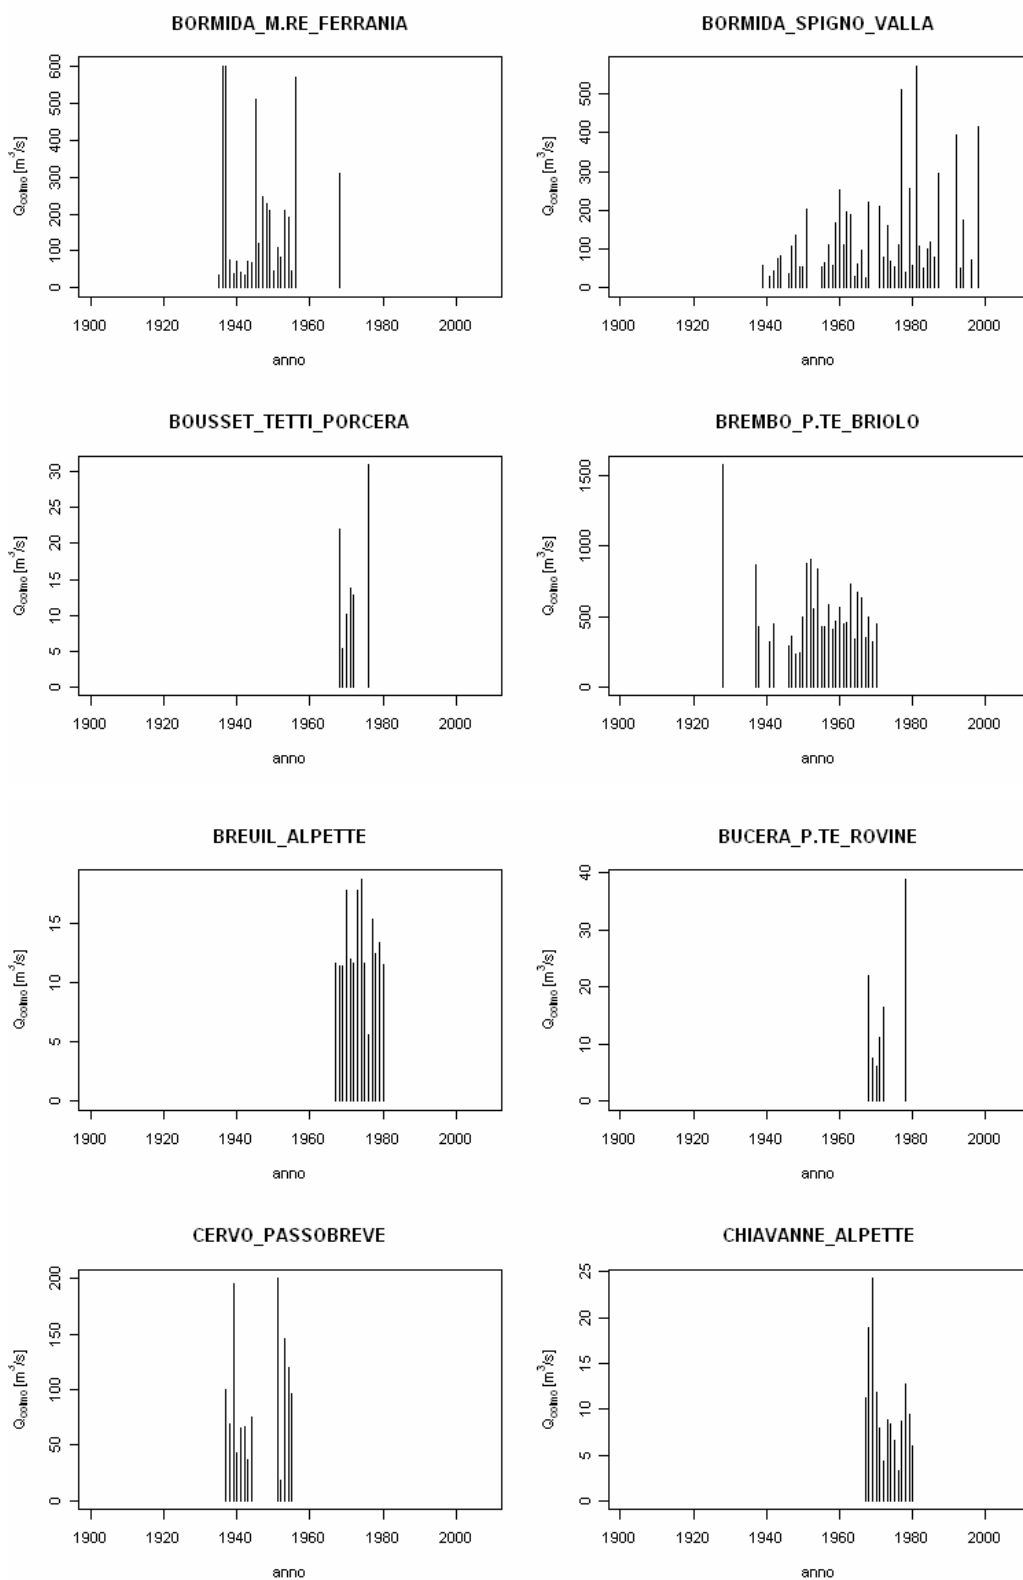 BORMIDA_M.RE_FERRANIA
Q_colmo [m^3/s]
600
500
400
300
200
100
0
1900 1920 1940 1960 1980 2000
anno
BORMIDA_SPIGNO_VALLA
Q_colmo [m^3/s]
500
400
300
200
100
0
1900 1920 1940 1960 1980 2000
anno
BOUSSET_TETTI_PORCERA
Q_colmo [m^3/s]
30
25
20
15
10
5
0
1900 1920 1940 1960 1980 2000
anno
BREMBO_P.TE_BRIOLO
Q_colmo [m^3/s]
1500
1000
500
0
1900 1920 1940 1960 1980 2000
anno
BREUIL_ALPETTE
Q_colmo [m^3/s]
15
10
5
0
1900 1920 1940 1960 1980 2000
anno
BUCERA_P.TE_ROVINE
Q_colmo [m^3/s]
40
30
20
10
0
1900 1920 1940 1960 1980 2000
anno
CERVO_PASSOBREVE
Q_colmo [m^3/s]
200
150
100
50
0
1900 1920 1940 1960 1980 2000
anno
CHIAVANNE_ALPETTE
Q_colmo [m^3/s]
25
20
15
10
5
0
1900 1920 1940 1960 1980 2000
anno